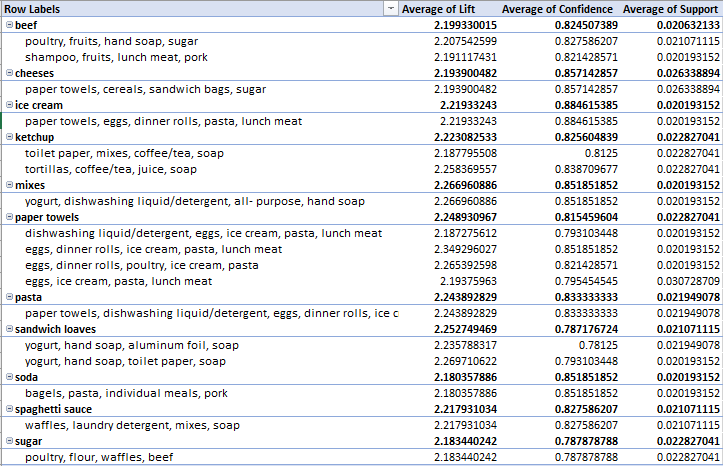 Row Labels Average of Lift Average of Confidence Average of Support
beef 2.199330015 0.824507389 0.020632133
poultry, fruits, hand soap, sugar 2.207542599 0.827586207 0.021071115
shampoo, fruits, lunch meat, pork 2.191117431 0.821428571 0.020193152
cheeses 2.193900482 0.857142857 0.026338894
paper towels, cereals, sandwich bags, sugar 2.193900482 0.857142857 0.026338894
ice cream 2.21933243 0.884615385 0.020193152
paper towels, eggs, dinner rolls, pasta, lunch meat 2.21933243 0.884615385 0.020193152
ketchup 2.223082533 0.825604839 0.022827041
toilet paper, mixes, coffee/tea, soap 2.187795508 0.8125 0.022827041
tortillas, coffee/tea, juice, soap 2.258369557 0.838709677 0.022827041
mixes 2.266960886 0.851851852 0.020193152
yogurt, dishwashing liquid/detergent, all- purpose, hand soap 2.266960886 0.851851852 0.020193152
paper towels 2.248930967 0.815459604 0.022827041
dishwashing liquid/detergent, eggs, ice cream, pasta, lunch meat 2.187275612 0.793103448 0.020193152
eggs, dinner rolls, ice cream, pasta, lunch meat 2.349296027 0.851851852 0.020193152
eggs, dinner rolls, poultry, ice cream, pasta 2.265392598 0.821428571 0.020193152
eggs, ice cream, pasta, lunch meat 2.19375963 0.795454545 0.030728709
pasta 2.243892829 0.833333333 0.021949078
paper towels, dishwashing liquid/detergent, eggs, dinner rolls, ice c 2.243892829 0.833333333 0.021949078
sandwich loaves 2.252749469 0.787176724 0.021071115
yogurt, hand soap, aluminum foil, soap 2.235788317 0.78125 0.021949078
yogurt, hand soap, toilet paper, soap 2.269710622 0.793103448 0.020193152
soda 2.180357886 0.851851852 0.020193152
bagels, pasta, individual meals, pork 2.180357886 0.851851852 0.020193152
spaghetti sauce 2.217931034 0.827586207 0.021071115
waffles, laundry detergent, mixes, soap 2.217931034 0.827586207 0.021071115
sugar 2.183440242 0.787878788 0.022827041
poultry, flour, waffles, beef 2.183440242 0.787878788 0.022827041